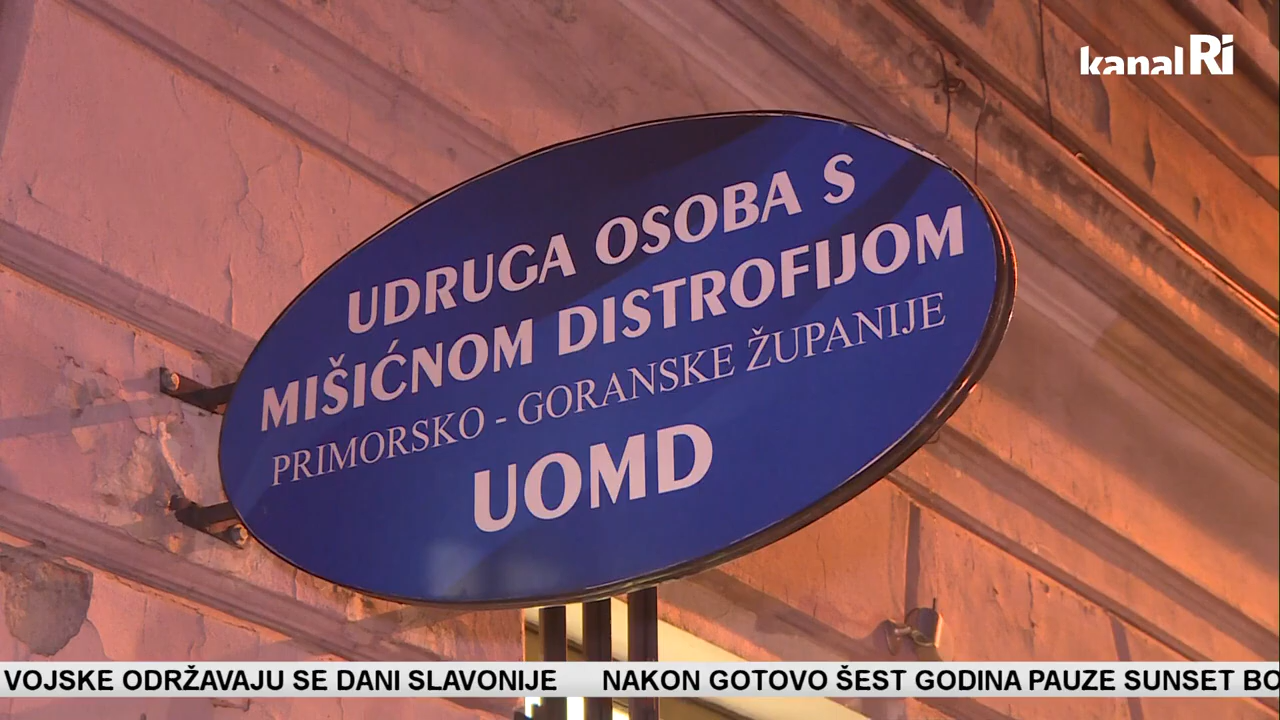 kanal Ri
UDRUGA OSOBA S
MIŠIĆNOM DISTROFIJOM
PRIMORSKO - GORANSKE ŽUPANIJE
UOMD
VOJSKE ODRŽAVAJU SE DANI SLAVONIJE NAKON GOTOVO ŠEST GODINA PAUZE SUNSET